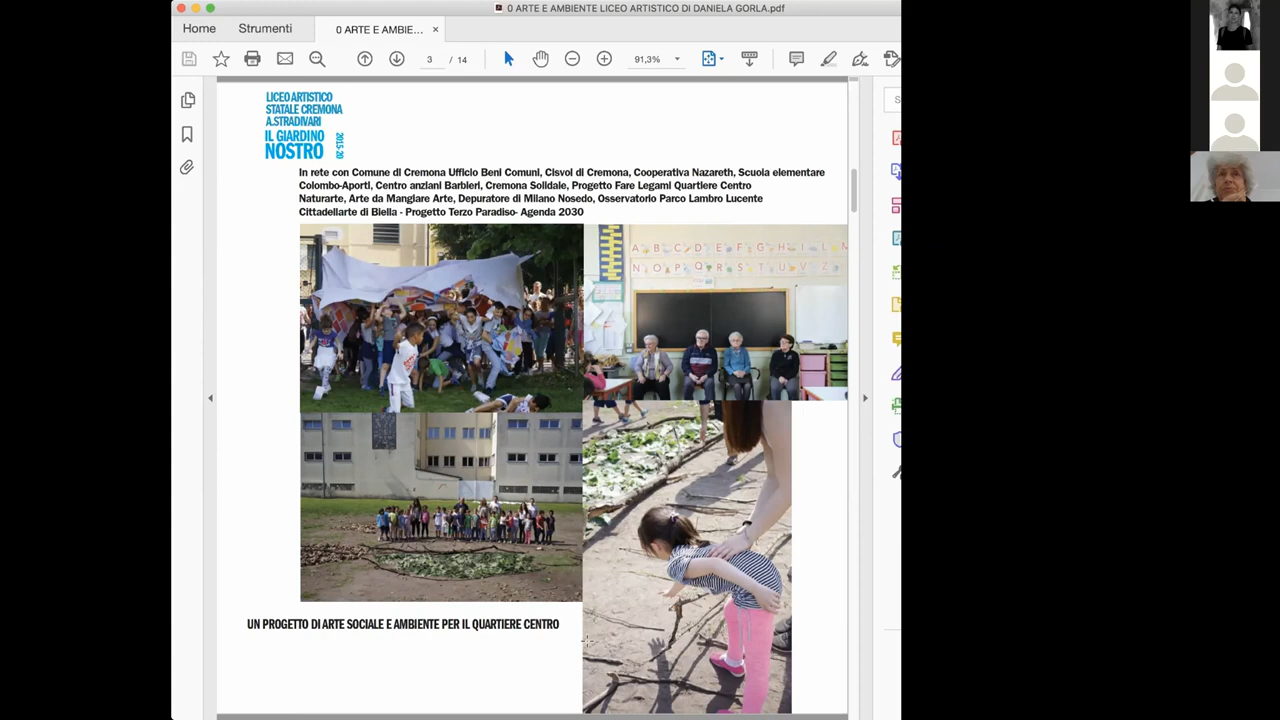 0 ARTE E AMBIENTE LICEO ARTISTICO DI DANIELA GORLA.pdf
Home Strumenti 0 ARTE E AMBIE... ×
3 / 14 91,3%
LICEO ARTISTICO
STATALE CREMONA
A.STRADIVARI
IL GIARDINO
NOSTRO
2015-20
In rete con Comune di Cremona Ufficio Beni Comuni, Cisvol di Cremona, Cooperativa Nazareth, Scuola elementare
Colombo-Aporti, Centro anziani Barbieri, Cremona Solidale, Progetto Fare Legami Quartiere Centro
Naturarte, Arte da Mangiare Arte, Depuratore di Milano Nosedo, Osservatorio Parco Lambro Lucente
Cittadellarte di Biella - Progetto Terzo Paradiso- Agenda 2030
A B C D E F G H I L M
N O P Q R S T U V Z
UN PROGETTO DI ARTE SOCIALE E AMBIENTE PER IL QUARTIERE CENTRO